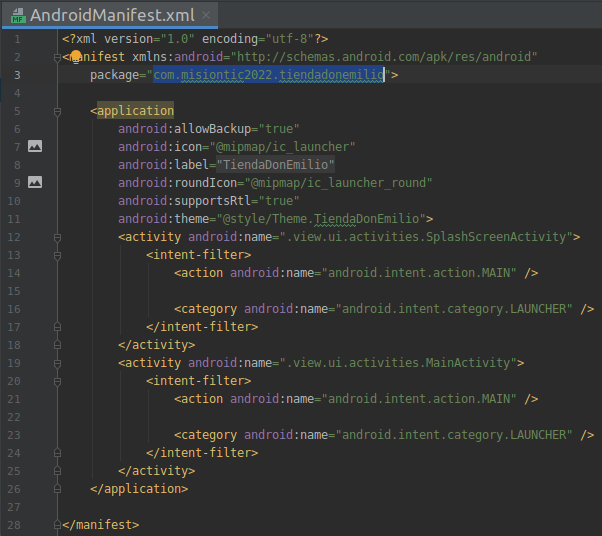 AndroidManifest.xml
1 <?xml version="1.0" encoding="utf-8"?>
2 <manifest xmlns:android="http://schemas.android.com/apk/res/android"
3     package="com.misiontic2022.tiendadonemilio">
4
5     <application
6         android:allowBackup="true"
7         android:icon="@mipmap/ic_launcher"
8         android:label="TiendaDonEmilio"
9         android:roundIcon="@mipmap/ic_launcher_round"
10         android:supportsRtl="true"
11         android:theme="@style/Theme.TiendaDonEmilio">
12         <activity android:name=".view.ui.activities.SplashScreenActivity">
13             <intent-filter>
14                 <action android:name="android.intent.action.MAIN" />
15
16                 <category android:name="android.intent.category.LAUNCHER" />
17             </intent-filter>
18         </activity>
19         <activity android:name=".view.ui.activities.MainActivity">
20             <intent-filter>
21                 <action android:name="android.intent.action.MAIN" />
22
23                 <category android:name="android.intent.category.LAUNCHER" />
24             </intent-filter>
25         </activity>
26     </application>
27
28 </manifest>